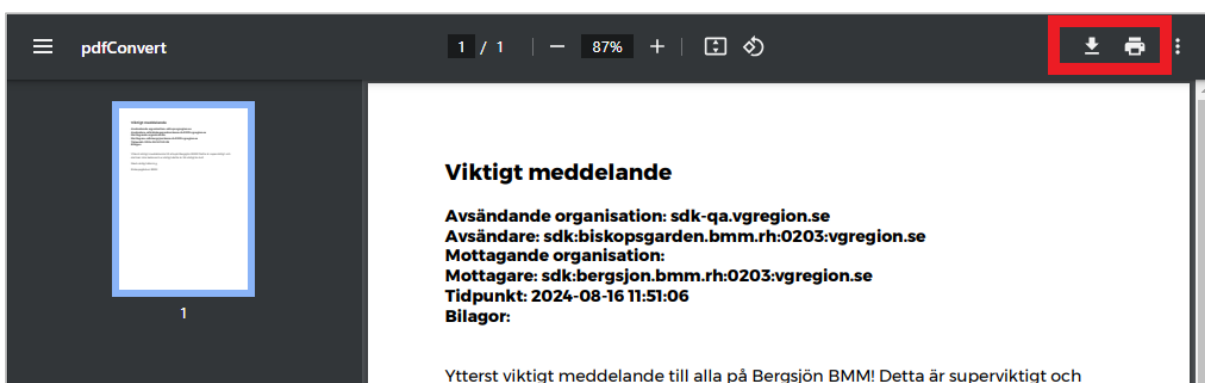 pdfConvert
1 / 1
87%
Viktigt meddelande
Avsändande organisation: sdk-qa.vgregion.se
Avsändare: sdk:biskopsgarden.bmm.rh:0203:vgregion.se
Mottagande organisation:
Mottagare: sdk:bergsjon.bmm.rh:0203:vgregion.se
Tidpunkt: 2024-08-16 11:51:06
Bilagor:
Ytterst viktigt meddelande till alla på Bergsjön BMM! Detta är superviktigt och
Viktigt meddelande
1